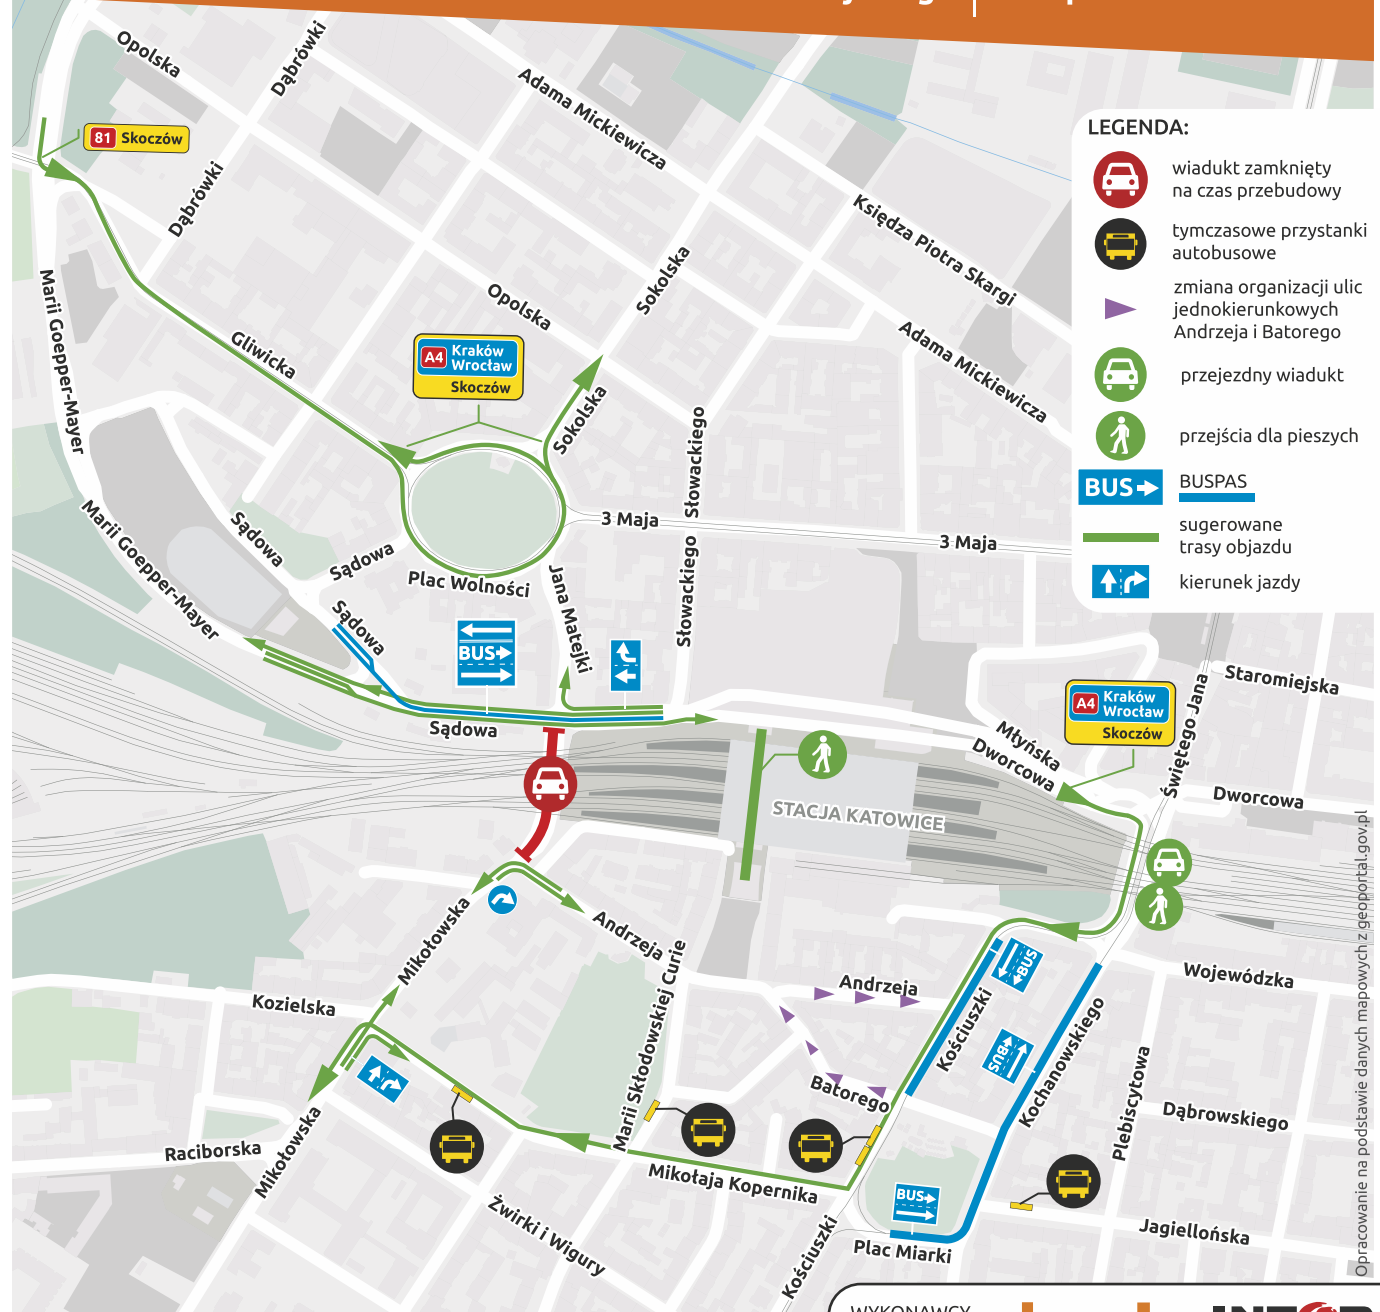 Opolska
Dąbrówki
Adama Mickiewicza
81 Skoczów
Dąbrówki
Księdza Piotra Skargi
Sokolska
Opolska
Marii Goepper-Mayer
Gliwicka
A4 Kraków
Wrocław
Skoczów
Adama Mickiewicza
Sokolska
Słowackiego
3 Maja
3 Maja
Marii Goepper-Mayer
Sądowa
Sądowa
Plac Wolności
Jana Matejki
Słowackiego
Sądowa
BUS
Sądowa
LEGENDA:
wiadukt zamknięty
na czas przebudowy
tymczasowe przystanki
autobusowe
zmiana organizacji ulic
jednokierunkowych
Andrzeja i Batorego
przejezdny wiadukt
przejścia dla pieszych
BUS
BUSPAS
sugerowane
trasy objazdu
kierunek jazdy
Staromiejska
A4 Kraków
Wrocław
Skoczów
Świętego Jana
Młyńska
Dworcowa
Dworcowa
STACJA KATOWICE
Mikołowska
Andrzeja
Marii Skłodowskiej Curie
Andrzeja
Batorego
Kościuszki
BUS
BUS
Kochanowskiego
Wojewódzka
Plebiscytowa
Dąbrowskiego
Kozielska
Raciborska
Mikołowska
Mikołaja Kopernika
Żwirki i Wigury
Kościuszki
BUS
Plac Miarki
Jagiellońska
Opracowanie na podstawie danych mapowych z geoportal.gov.pl
WYKONAWCY